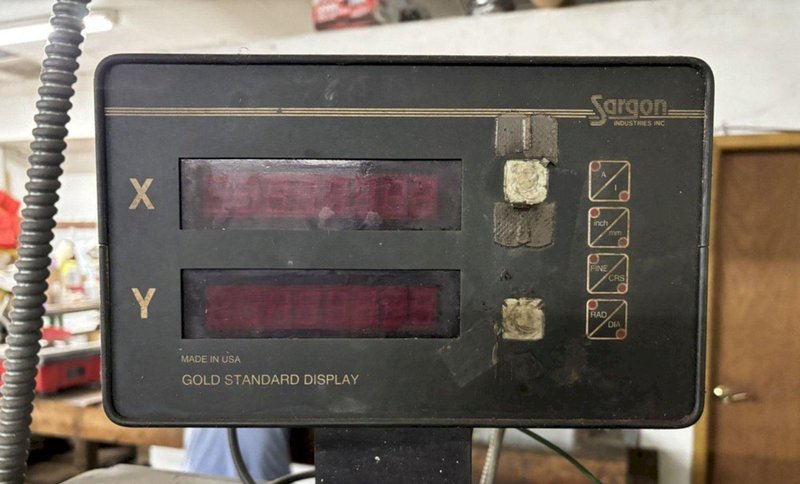 Sargon
INDUSTRIES INC
X
A
I
inch
mm
FINE
CRS
Y
RAD
DIA
MADE IN USA
GOLD STANDARD DISPLAY